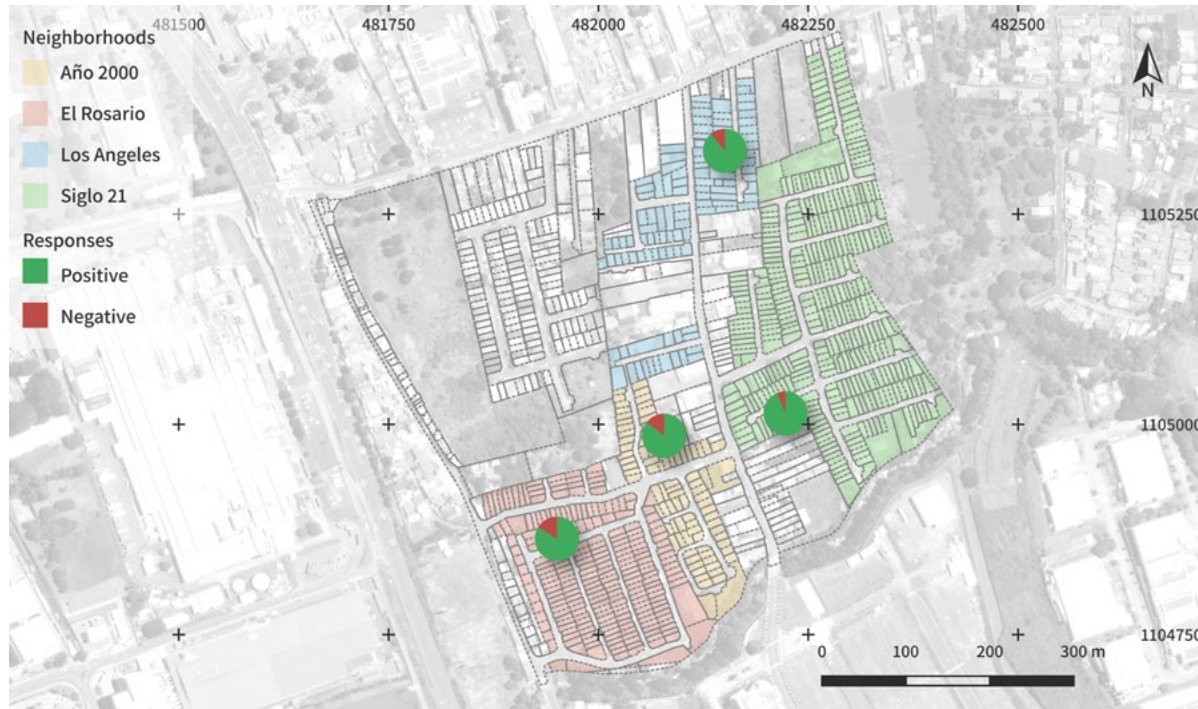 481500 481750 482000 482250 482500
Neighborhoods
Año 2000
El Rosario
Los Angeles
Siglo 21
Responses
Positive
Negative
N
1105250
1105000
1104750
0 100 200 300 m